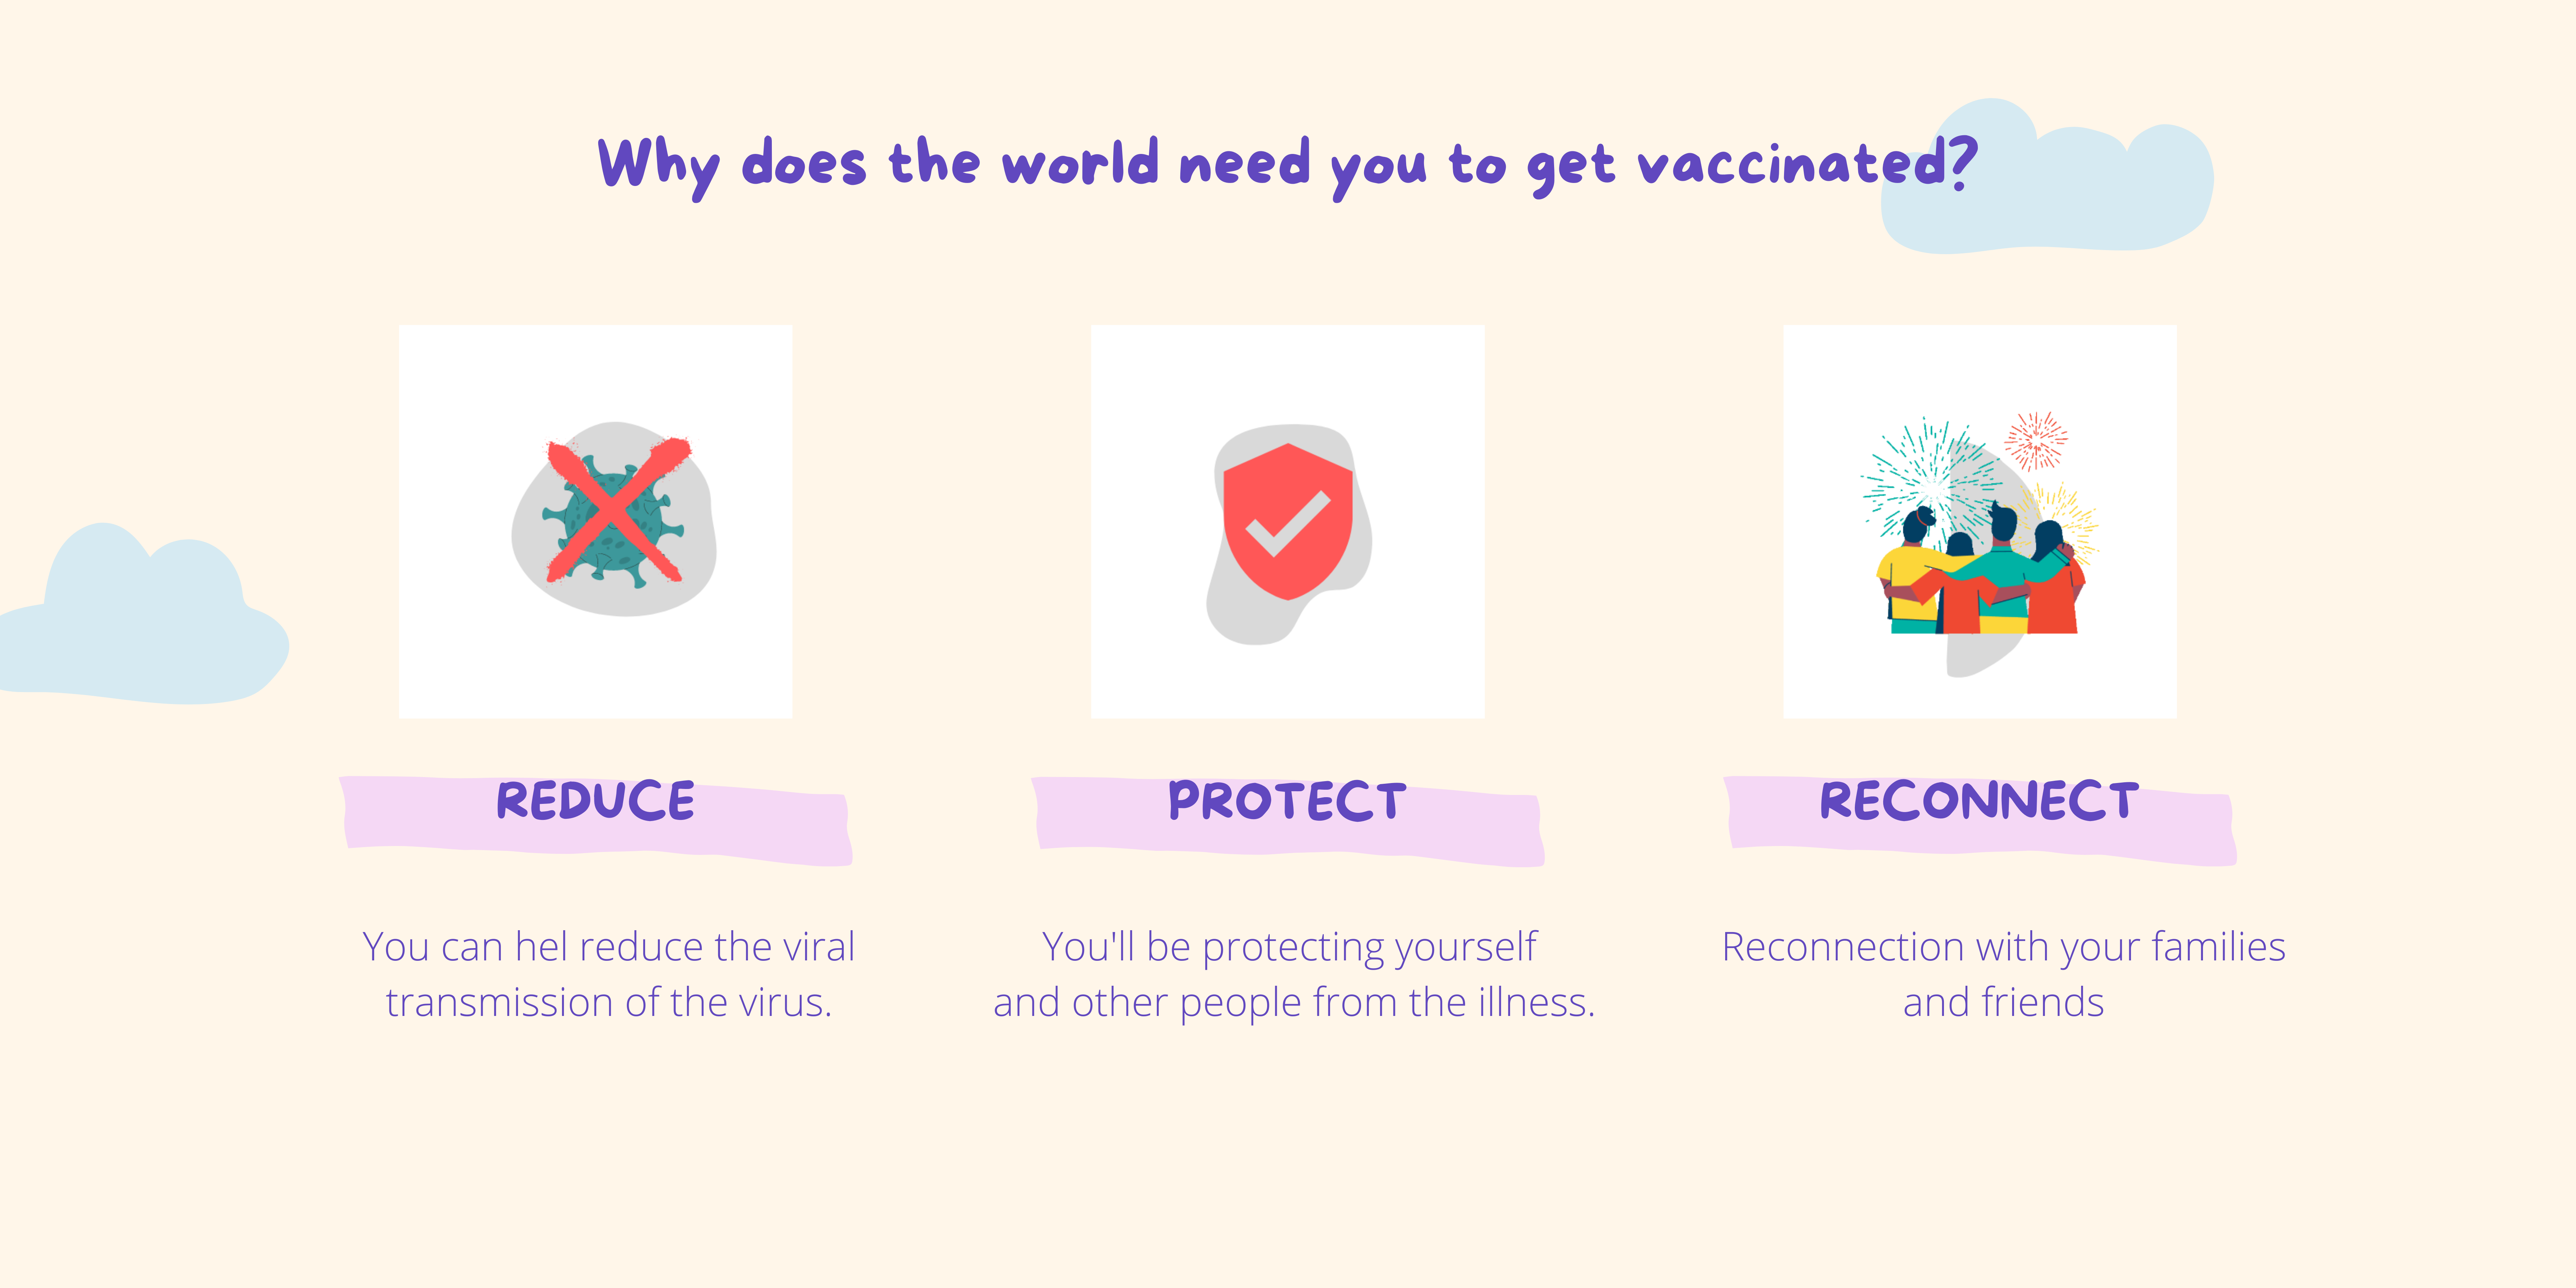 Why does the world need you to get vaccinated?
REDUCE
You can hel reduce the viral
transmission of the virus.
PROTECT
You'll be protecting yourself
and other people from the illness.
RECONNECT
Reconnection with your families
and friends